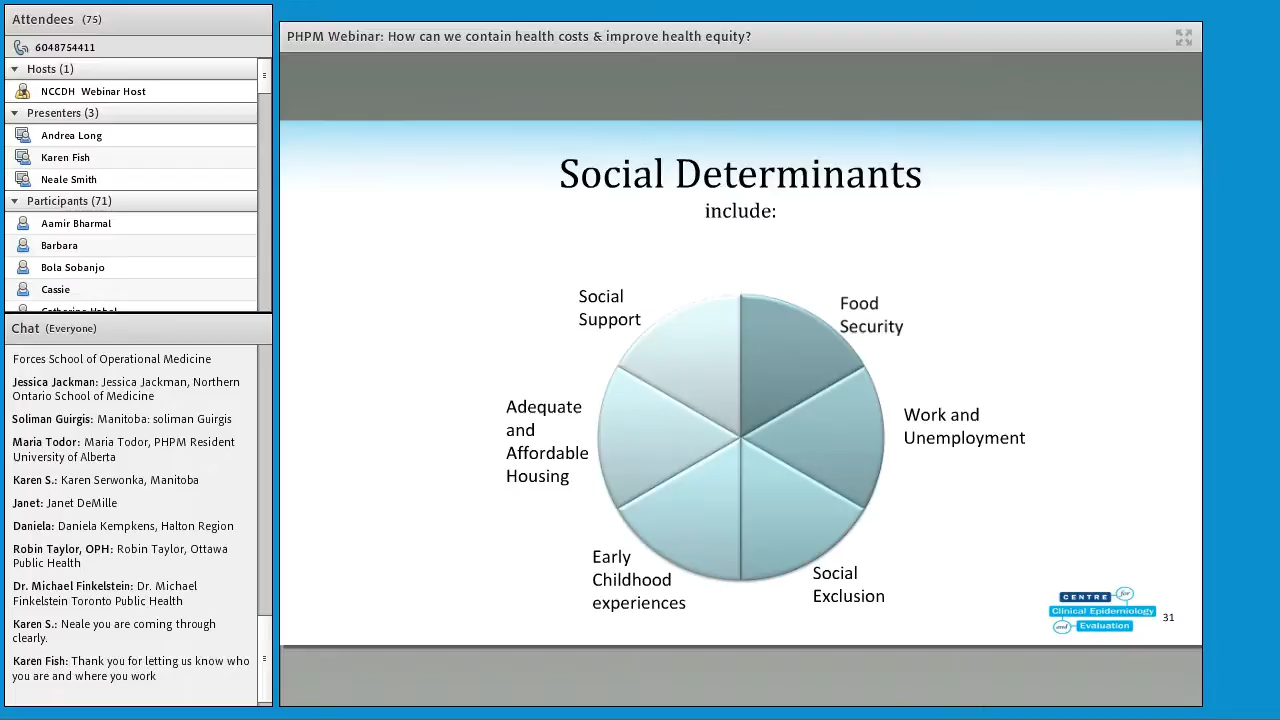 Attendees (75)
6048754411
Hosts (1)
NCCDH Webinar Host
Presenters (3)
Andrea Long
Karen Fish
Neale Smith
Participants (71)
Aamir Bharmal
Barbara
Bola Sobanjo
Cassie
Chat (Everyone)
Forces School of Operational Medicine
Jessica Jackman: Jessica Jackman, Northern
Ontario School of Medicine
Soliman Guirgis: Manitoba: soliman Guirgis
Maria Todor: Maria Todor, PHPM Resident
University of Alberta
Karen S.: Karen Serwonka, Manitoba
Janet: Janet DeMille
Daniela: Daniela Kempkens, Halton Region
Robin Taylor, OPH: Robin Taylor, Ottawa
Public Health
Dr. Michael Finkelstein: Dr. Michael
Finkelstein Toronto Public Health
Karen S.: Neale you are coming through
clearly.
Karen Fish: Thank you for letting us know who
you are and where you work
PHPM Webinar: How can we contain health costs & improve health equity?
Social Determinants
include:
Social
Support
Food
Security
Adequate
and
Affordable
Housing
Work and
Unemployment
Early
Childhood
experiences
Social
Exclusion
CENTRE for
Clinical Epidemiology
and Evaluation
31